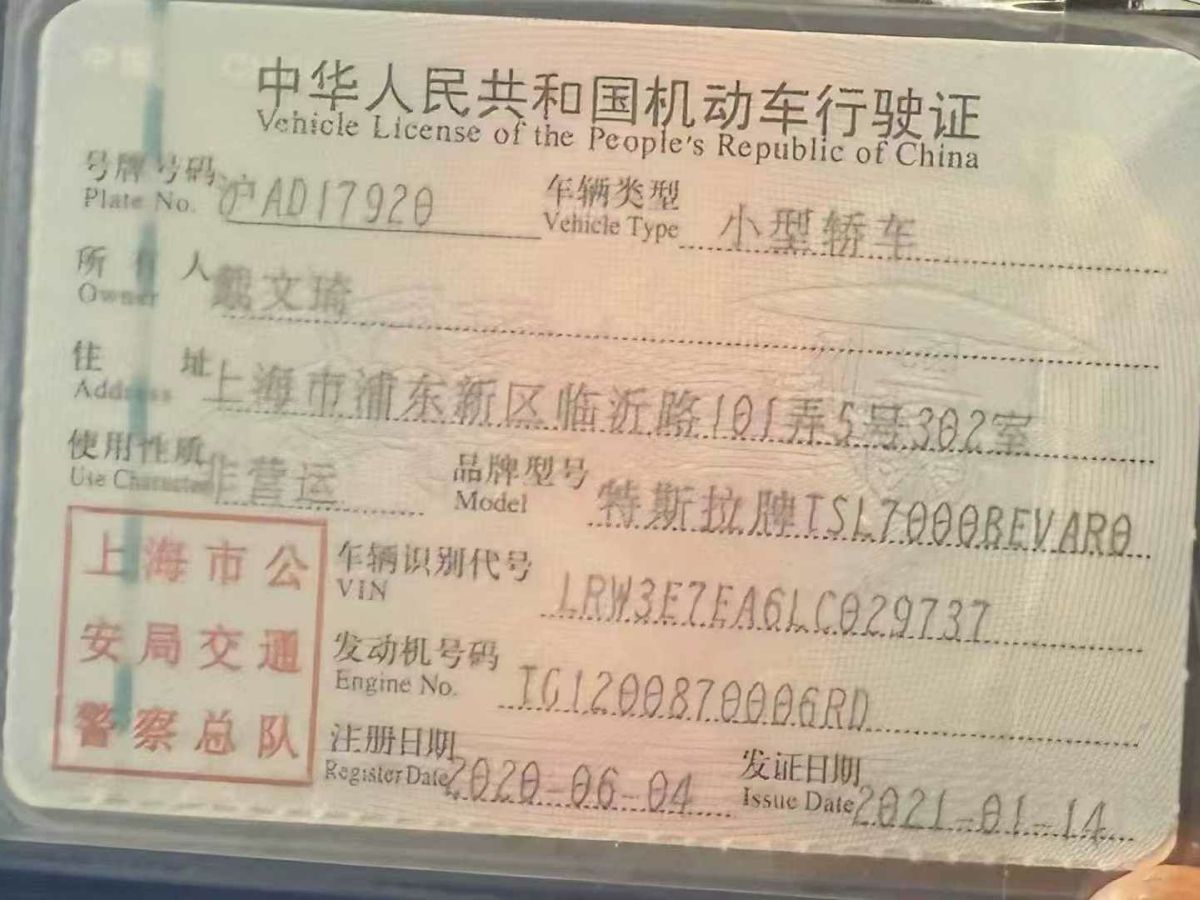 中华人民共和国机动车行驶证
Vehicle License of the People's Republic of China
号牌号码 沪AD17920 车辆类型 小型轿车
Plate No. Vehicle Type
所有人 戴文琦
Owner
住址 上海市浦东新区临沂路101弄5号302室
Address
使用性质 非营运 品牌型号 特斯拉牌TSL7000BEVAR0
Use Character Model
上海市公
安局交通
警察总队
车辆识别代号 LRW3E7EA6LC029737
VIN
发动机号码 TG1200870006RD
Engine No.
注册日期 2020-06-04 发证日期 2021-01-14
Register Date Issue Date